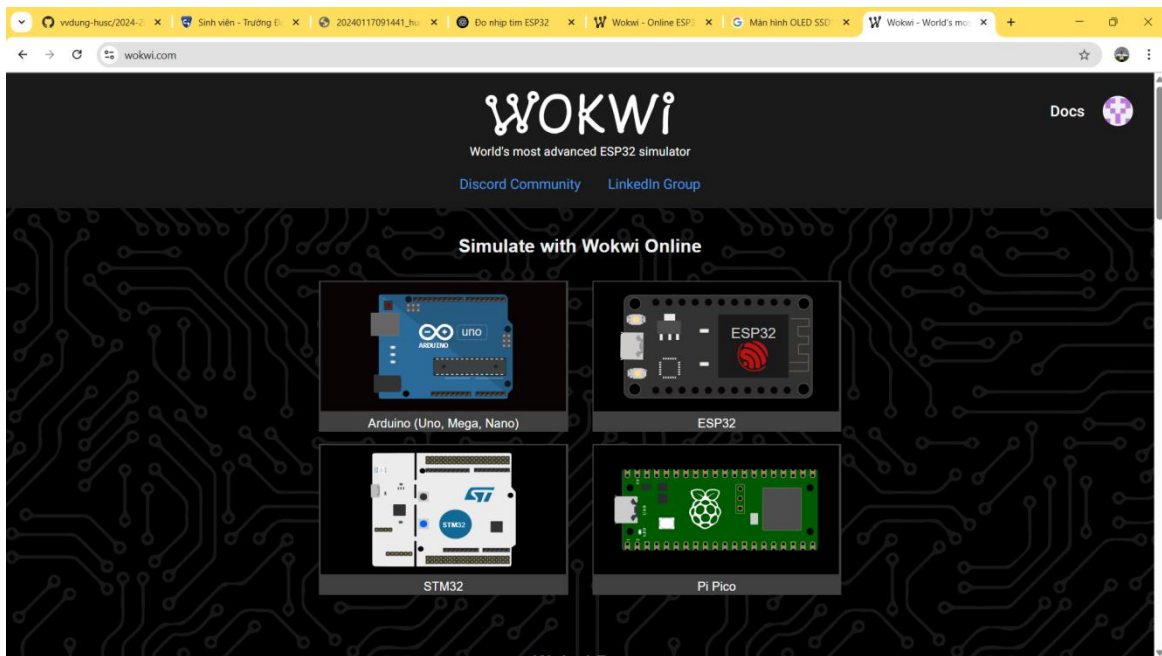 vvdung-husc/2024-2
Sinh viên - Trường Đ
20240117091441_hu
Đo nhịp tim ESP32
Wokwi - Online ESP3
Màn hình OLED SSD
Wokwi - World's mo
wokwi.com
WOKWi
World's most advanced ESP32 simulator
Docs
Discord Community LinkedIn Group
Simulate with Wokwi Online
uno
ARDUINO
ESP32
Arduino (Uno, Mega, Nano)
ESP32
ST
STM32
STM32
Pi Pico